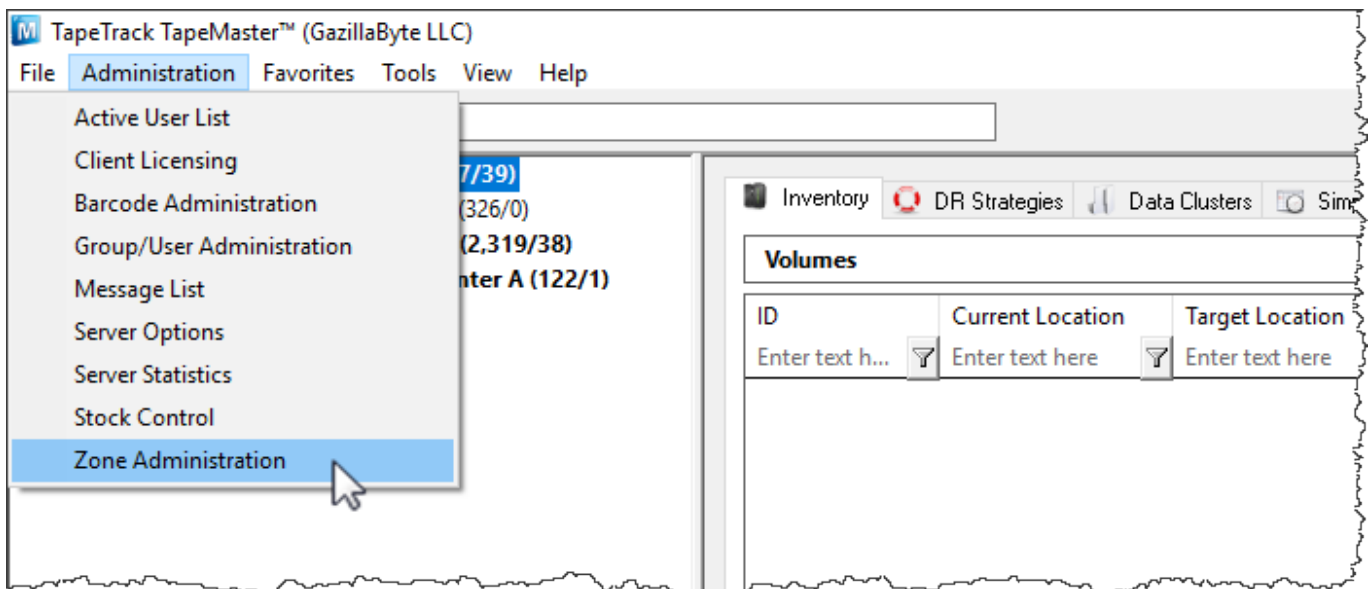 TapeTrack TapeMaster™ (GazillaByte LLC)
File Administration Favorites Tools View Help
Active User List
Client Licensing
Barcode Administration
Group/User Administration
Message List
Server Options
Server Statistics
Stock Control
Zone Administration
7/39)
(326/0)
(2,319/38)
nter A (122/1)
Inventory DR Strategies Data Clusters Sim
Volumes
ID Current Location Target Location
Enter text h... Enter text here Enter text here